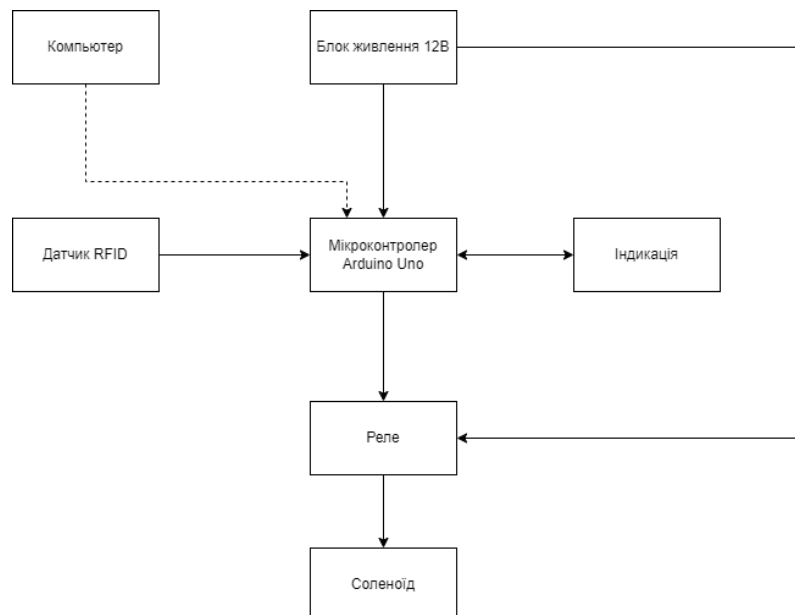 Компьютер
Блок живлення 12В
Датчик RFID
Мікроконтролер
Arduino Uno
Індикація
Реле
Соленоїд